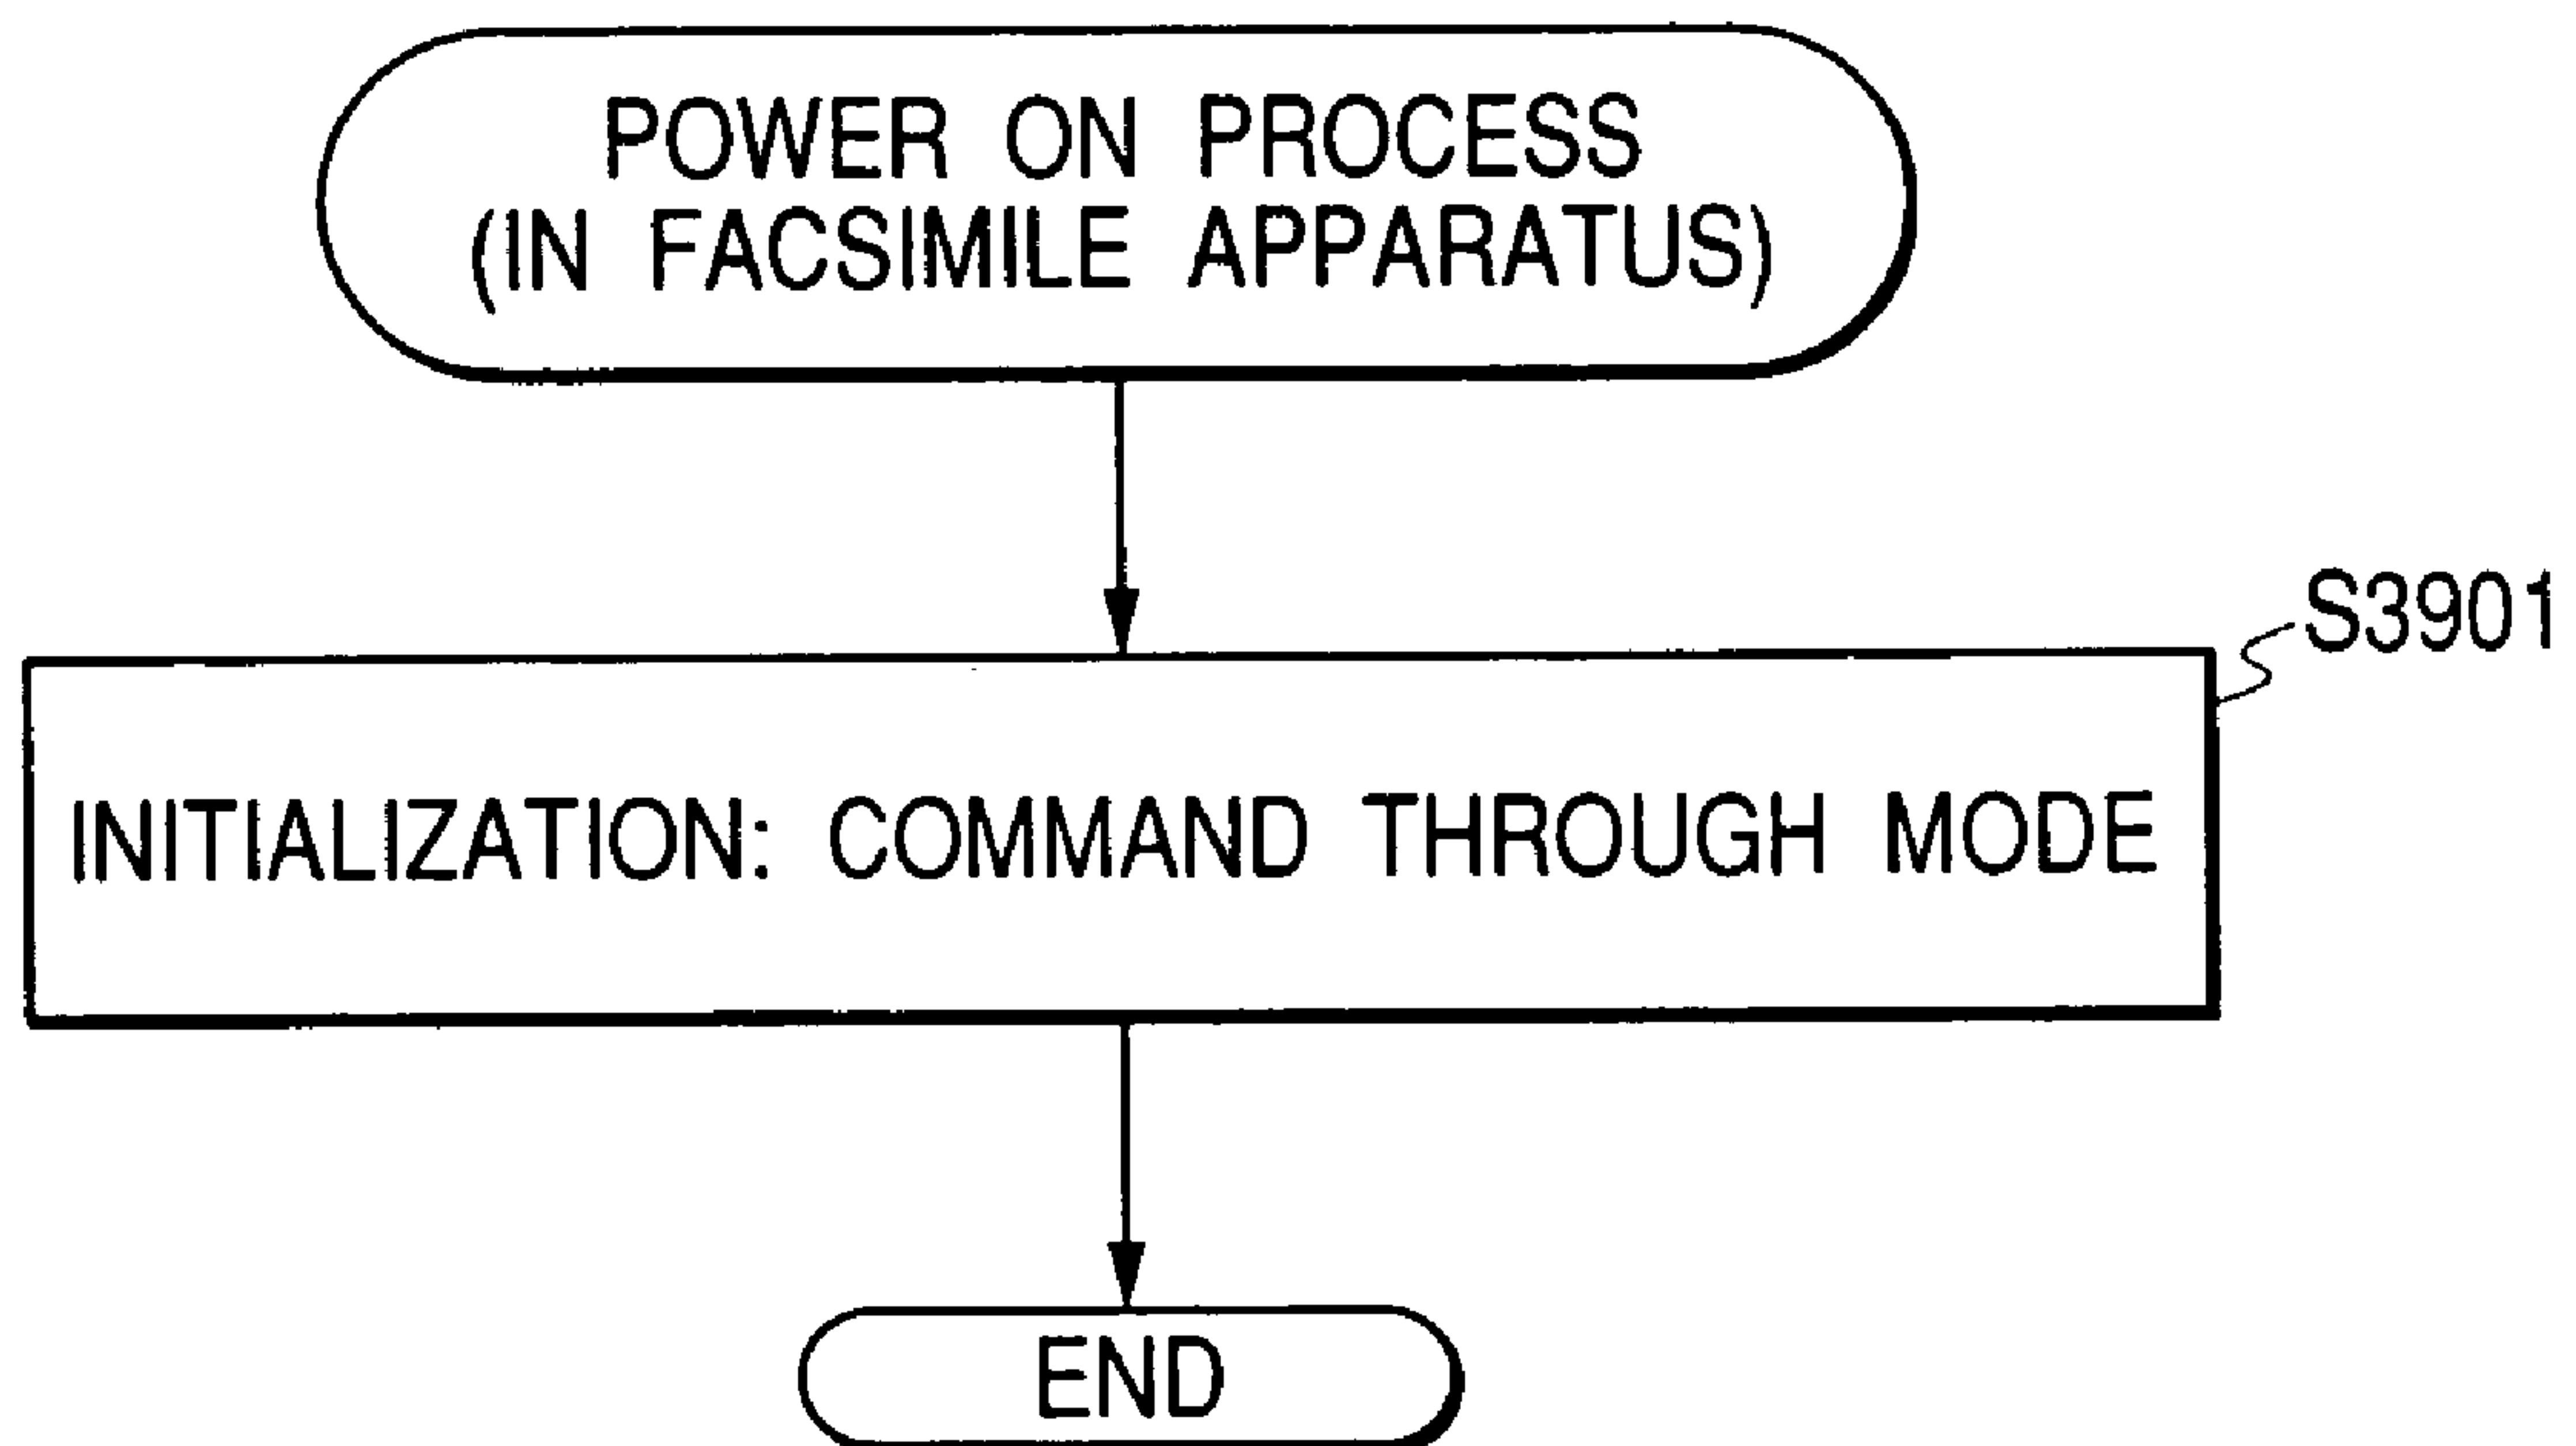 POWER ON PROCESS
(IN FACSIMILE APPARATUS)
S3901
INITIALIZATION: COMMAND THROUGH MODE
END